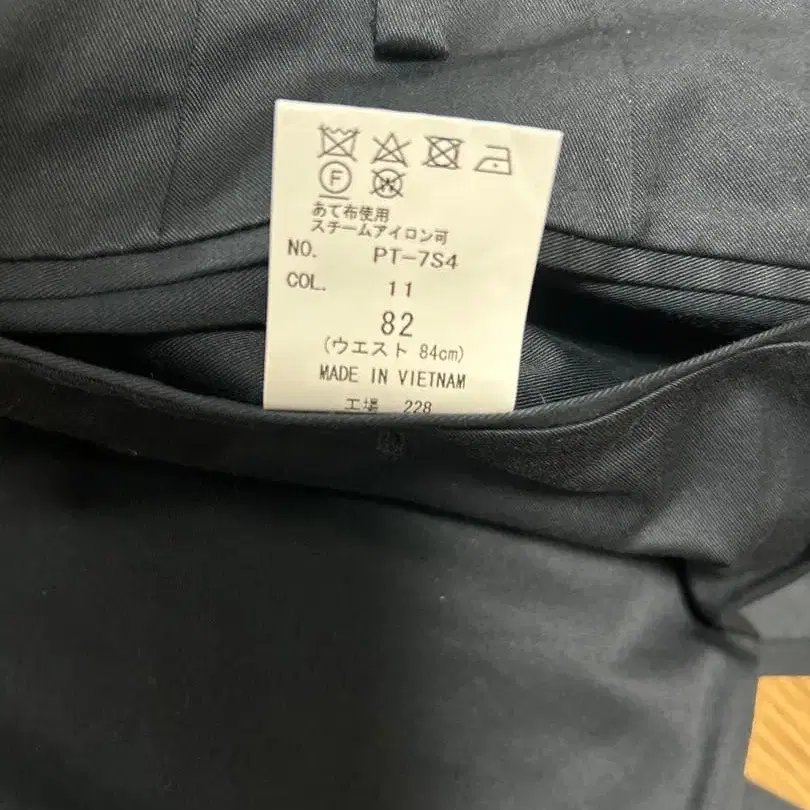 F W
あて布使用
スチームアイロン可
NO. PT-7S4
COL. 11
82
(ウエスト 84cm)
MADE IN VIETNAM
工場 228